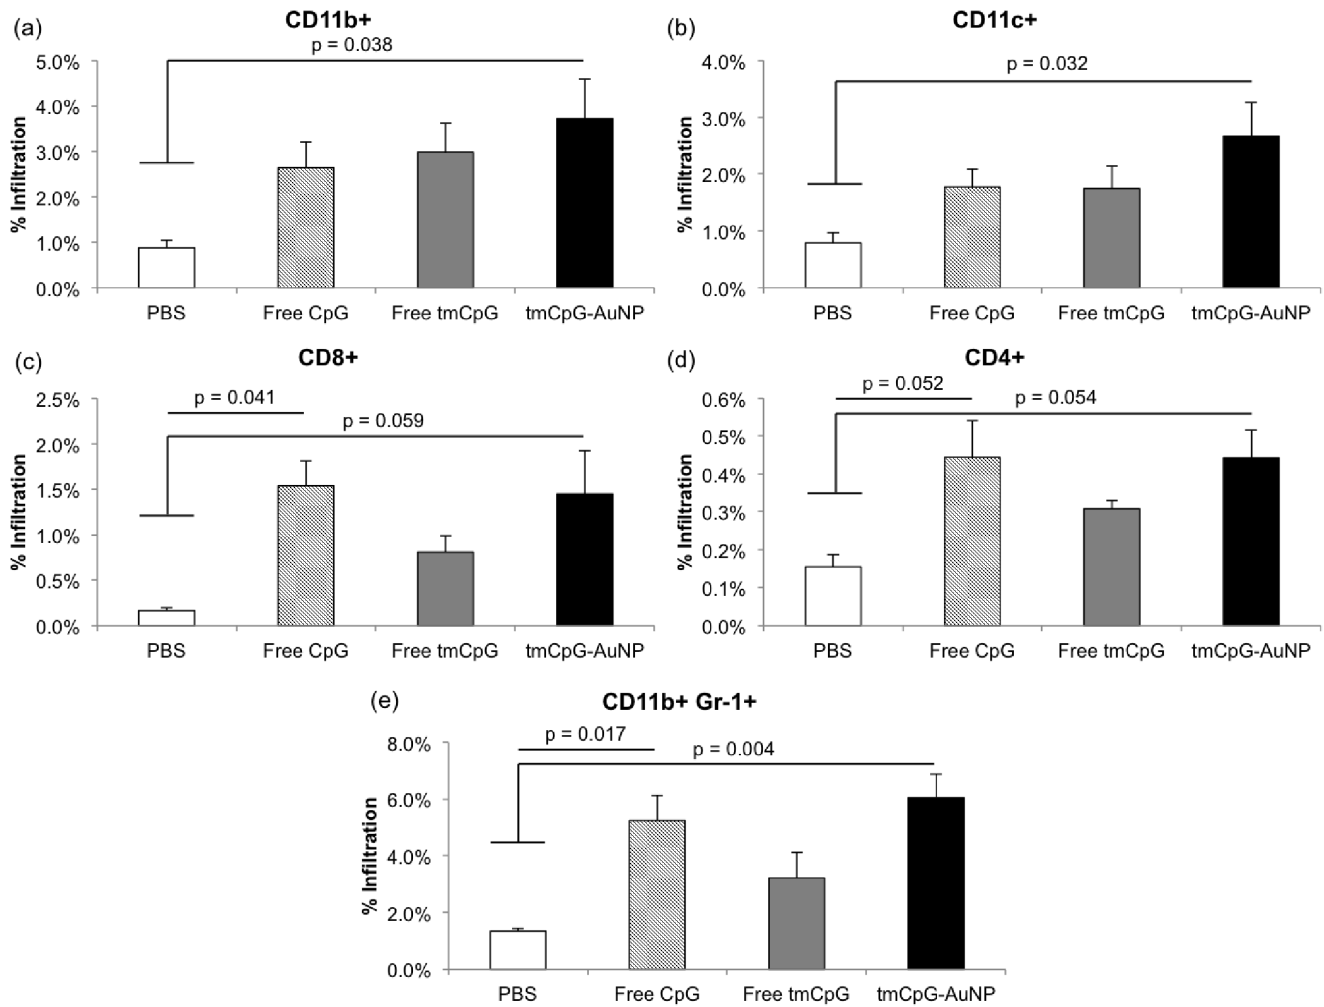 (a)
CD11b+
p = 0.038
5.0%
4.0%
3.0%
2.0%
1.0%
0.0%
% Infiltration
PBS Free CpG Free tmCpG tmCpG-AuNP
(b)
CD11c+
p = 0.032
4.0%
3.0%
2.0%
1.0%
0.0%
% Infiltration
PBS Free CpG Free tmCpG tmCpG-AuNP
(c)
CD8+
p = 0.041
p = 0.059
2.5%
2.0%
1.5%
1.0%
0.5%
0.0%
% Infiltration
PBS Free CpG Free tmCpG tmCpG-AuNP
(d)
CD4+
p = 0.052
p = 0.054
0.6%
0.5%
0.4%
0.3%
0.2%
0.1%
0.0%
% Infiltration
PBS Free CpG Free tmCpG tmCpG-AuNP
(e)
CD11b+ Gr-1+
p = 0.017
p = 0.004
8.0%
6.0%
4.0%
2.0%
0.0%
% Infiltration
PBS Free CpG Free tmCpG tmCpG-AuNP